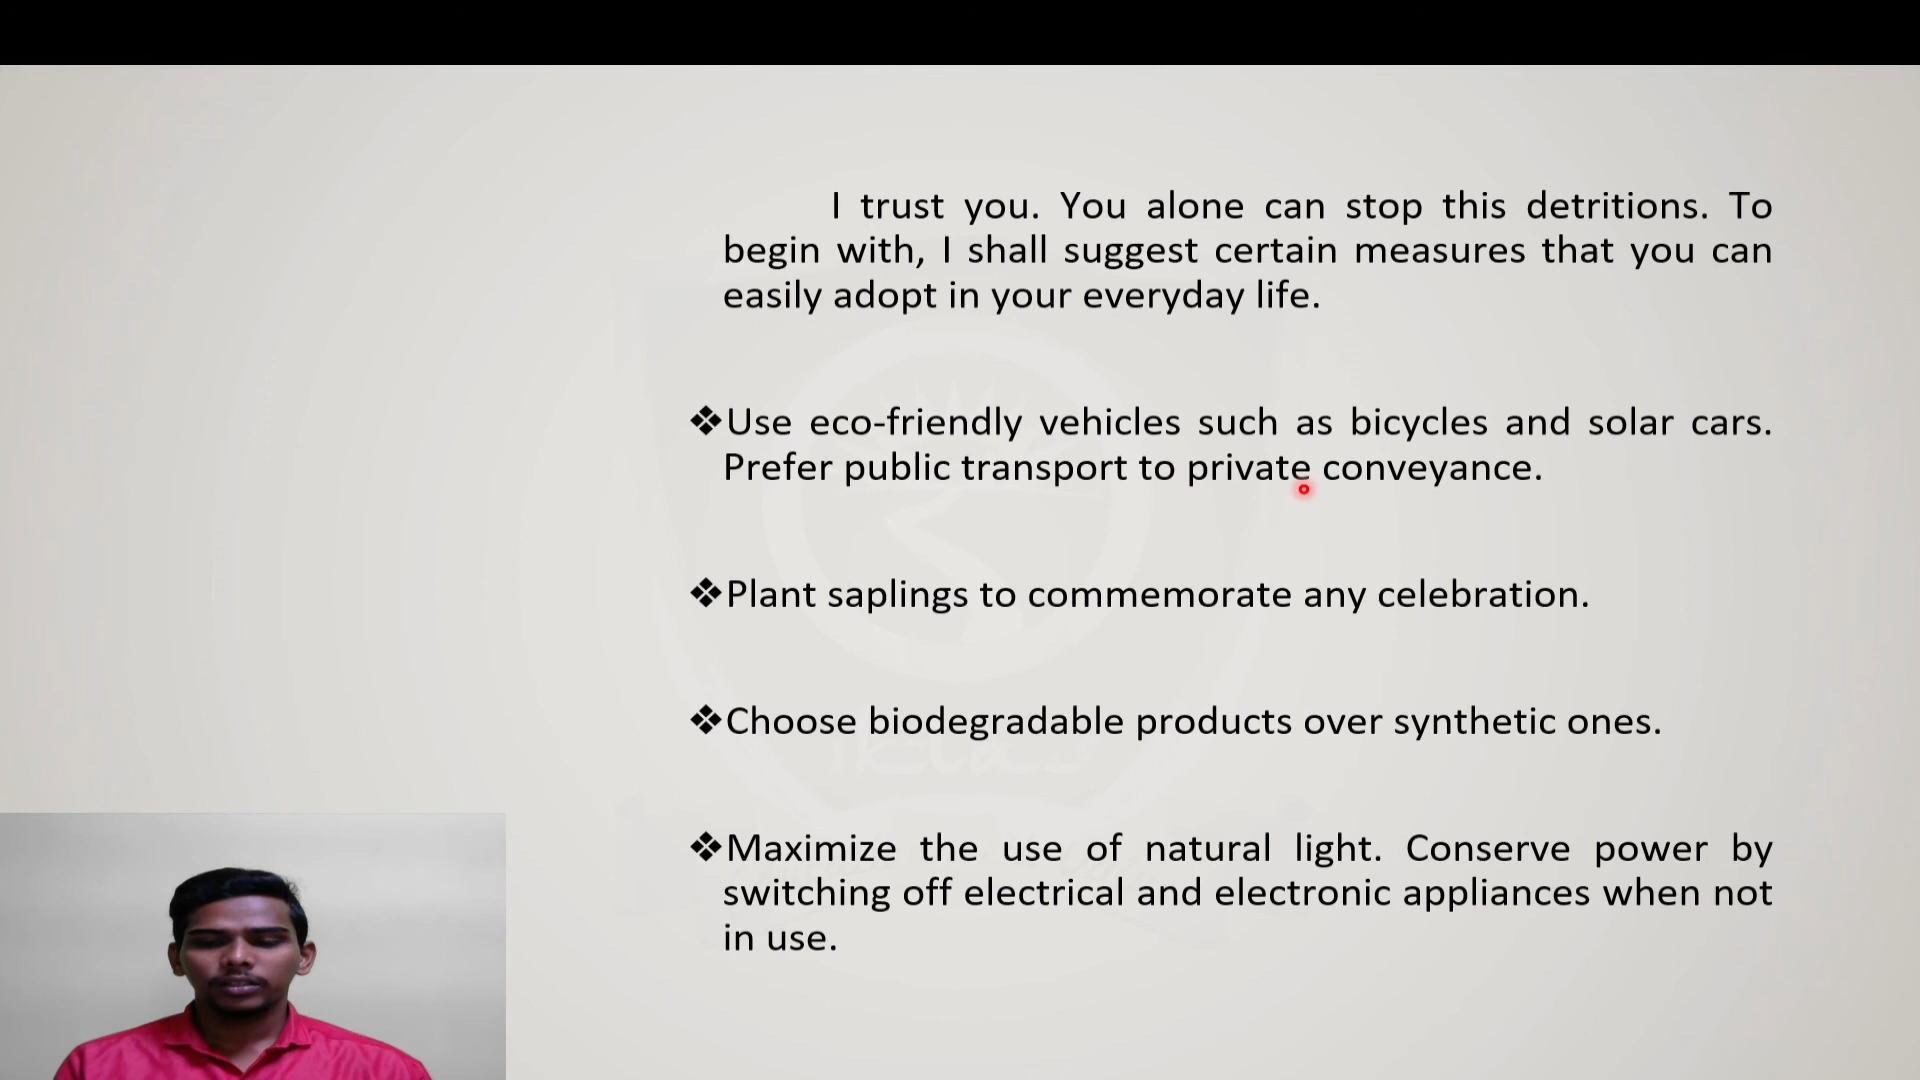 I trust you. You alone can stop this detritions. To
begin with, I shall suggest certain measures that you can
easily adopt in your everyday life.
❖Use eco-friendly vehicles such as bicycles and solar cars.
Prefer public transport to private conveyance.
❖Plant saplings to commemorate any celebration.
❖Choose biodegradable products over synthetic ones.
❖Maximize the use of natural light. Conserve power by
switching off electrical and electronic appliances when not
in use.